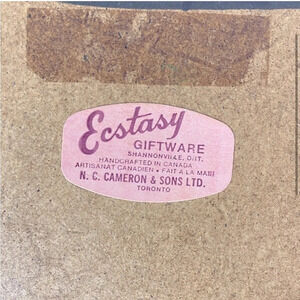 Ecstasy
GIFTWARE
SHANNONVILLE, ONT.
HANDCRAFTED IN CANADA
ARTISANAT CANADIEN • FAIT A LA MAIN
N. C. CAMERON & SONS LTD.
TORONTO